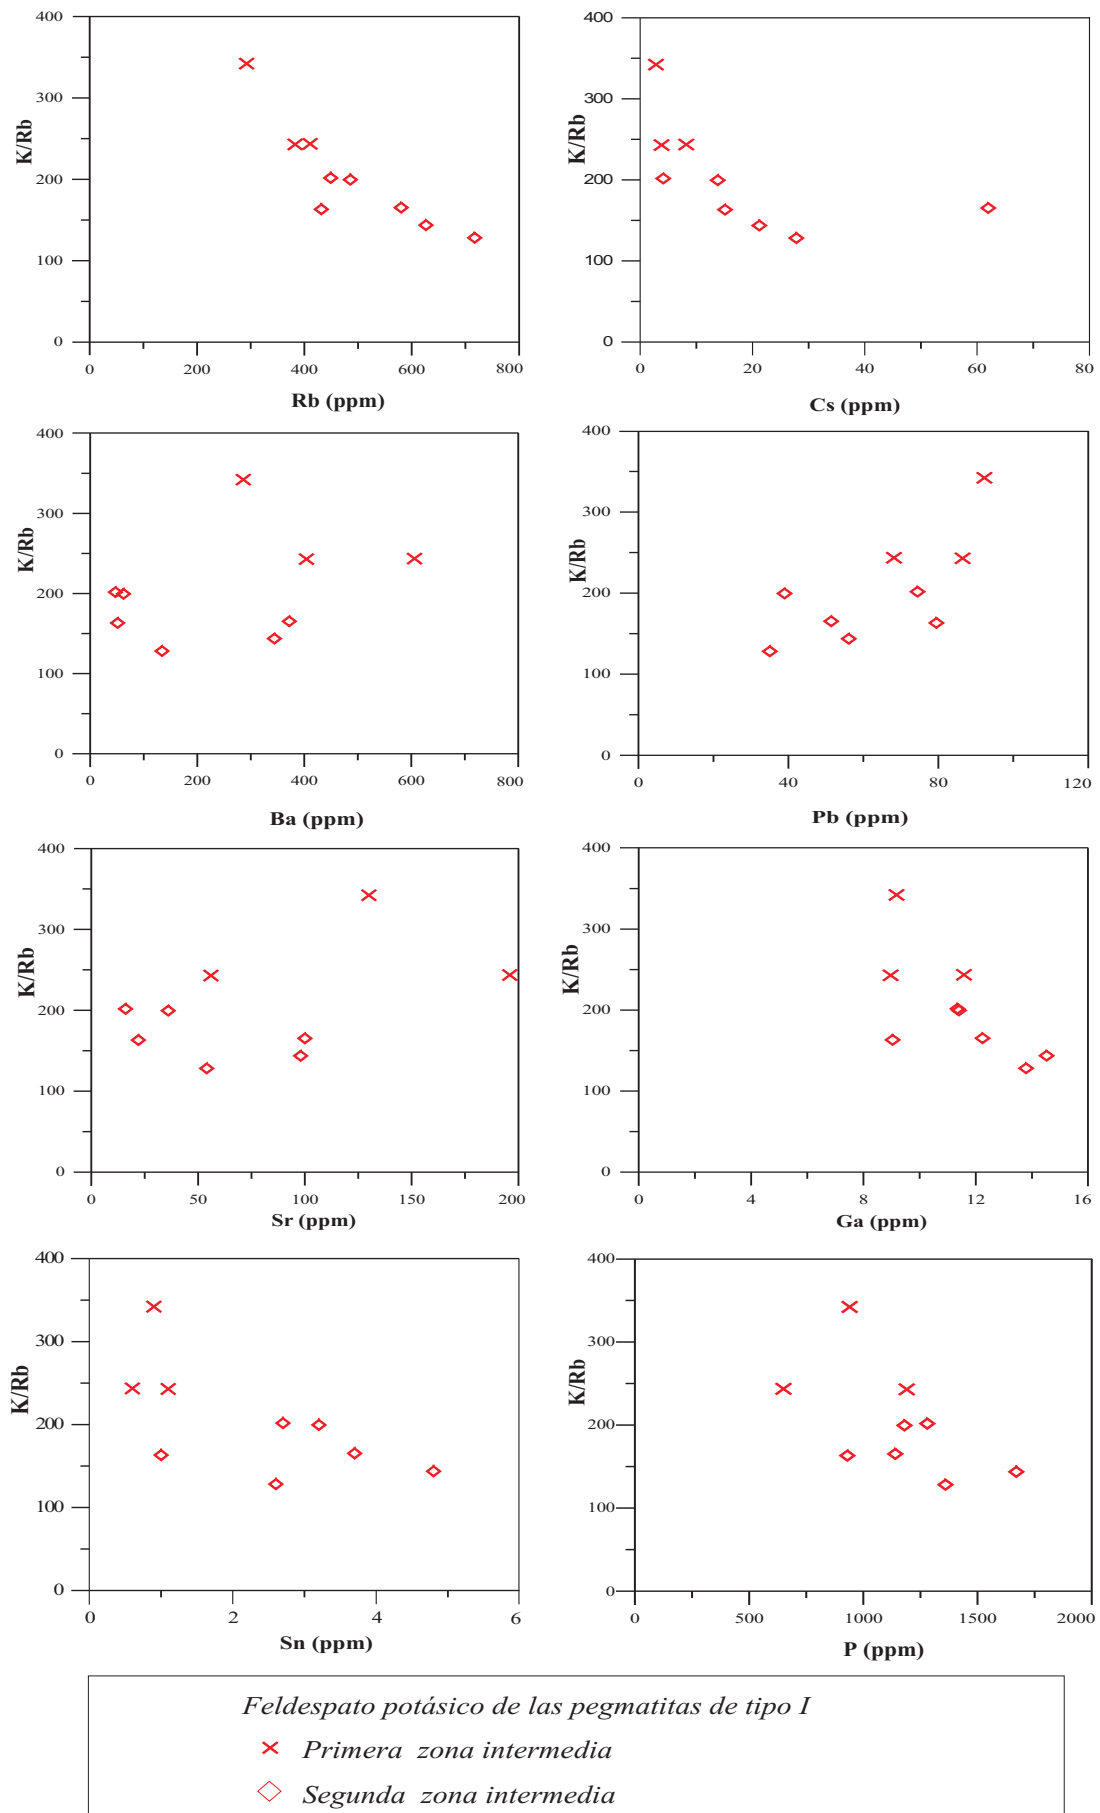 400
300
200
100
0
K/Rb
0 200 400 600 800
Rb (ppm)
400
300
200
100
0
K/Rb
0 20 40 60 80
Cs (ppm)
400
300
200
100
0
K/Rb
0 200 400 600 800
Ba (ppm)
400
300
200
100
0
K/Rb
0 40 80 120
Pb (ppm)
400
300
200
100
0
K/Rb
0 50 100 150 200
Sr (ppm)
400
300
200
100
0
K/Rb
0 4 8 12 16
Ga (ppm)
400
300
200
100
0
K/Rb
0 2 4 6
Sn (ppm)
400
300
200
100
0
K/Rb
0 500 1000 1500 2000
P (ppm)
Feldespato potásico de las pegmatitas de tipo I
Primera zona intermedia
Segunda zona intermedia